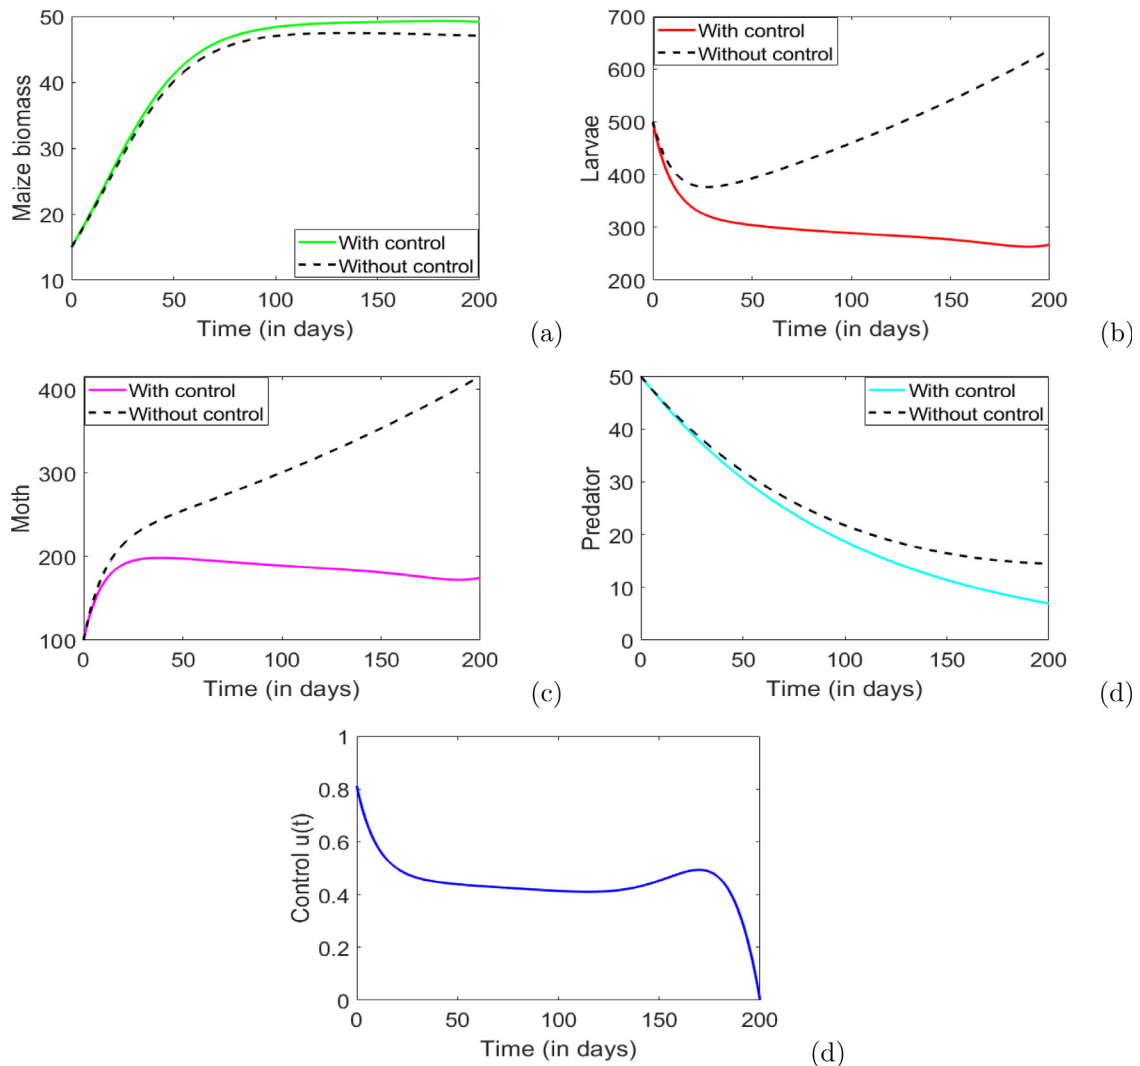 50
40
30
20
10
Maize biomass
With control
Without control
0 50 100 150 200
Time (in days)
(a)
700
600
500
400
300
200
Larvae
With control
Without control
0 50 100 150 200
Time (in days)
(b)
400
300
200
100
Moth
With control
Without control
0 50 100 150 200
Time (in days)
(c)
50
40
30
20
10
0
Predator
With control
Without control
0 50 100 150 200
Time (in days)
(d)
1
0.8
0.6
0.4
0.2
0
Control u(t)
0 50 100 150 200
Time (in days)
(d)